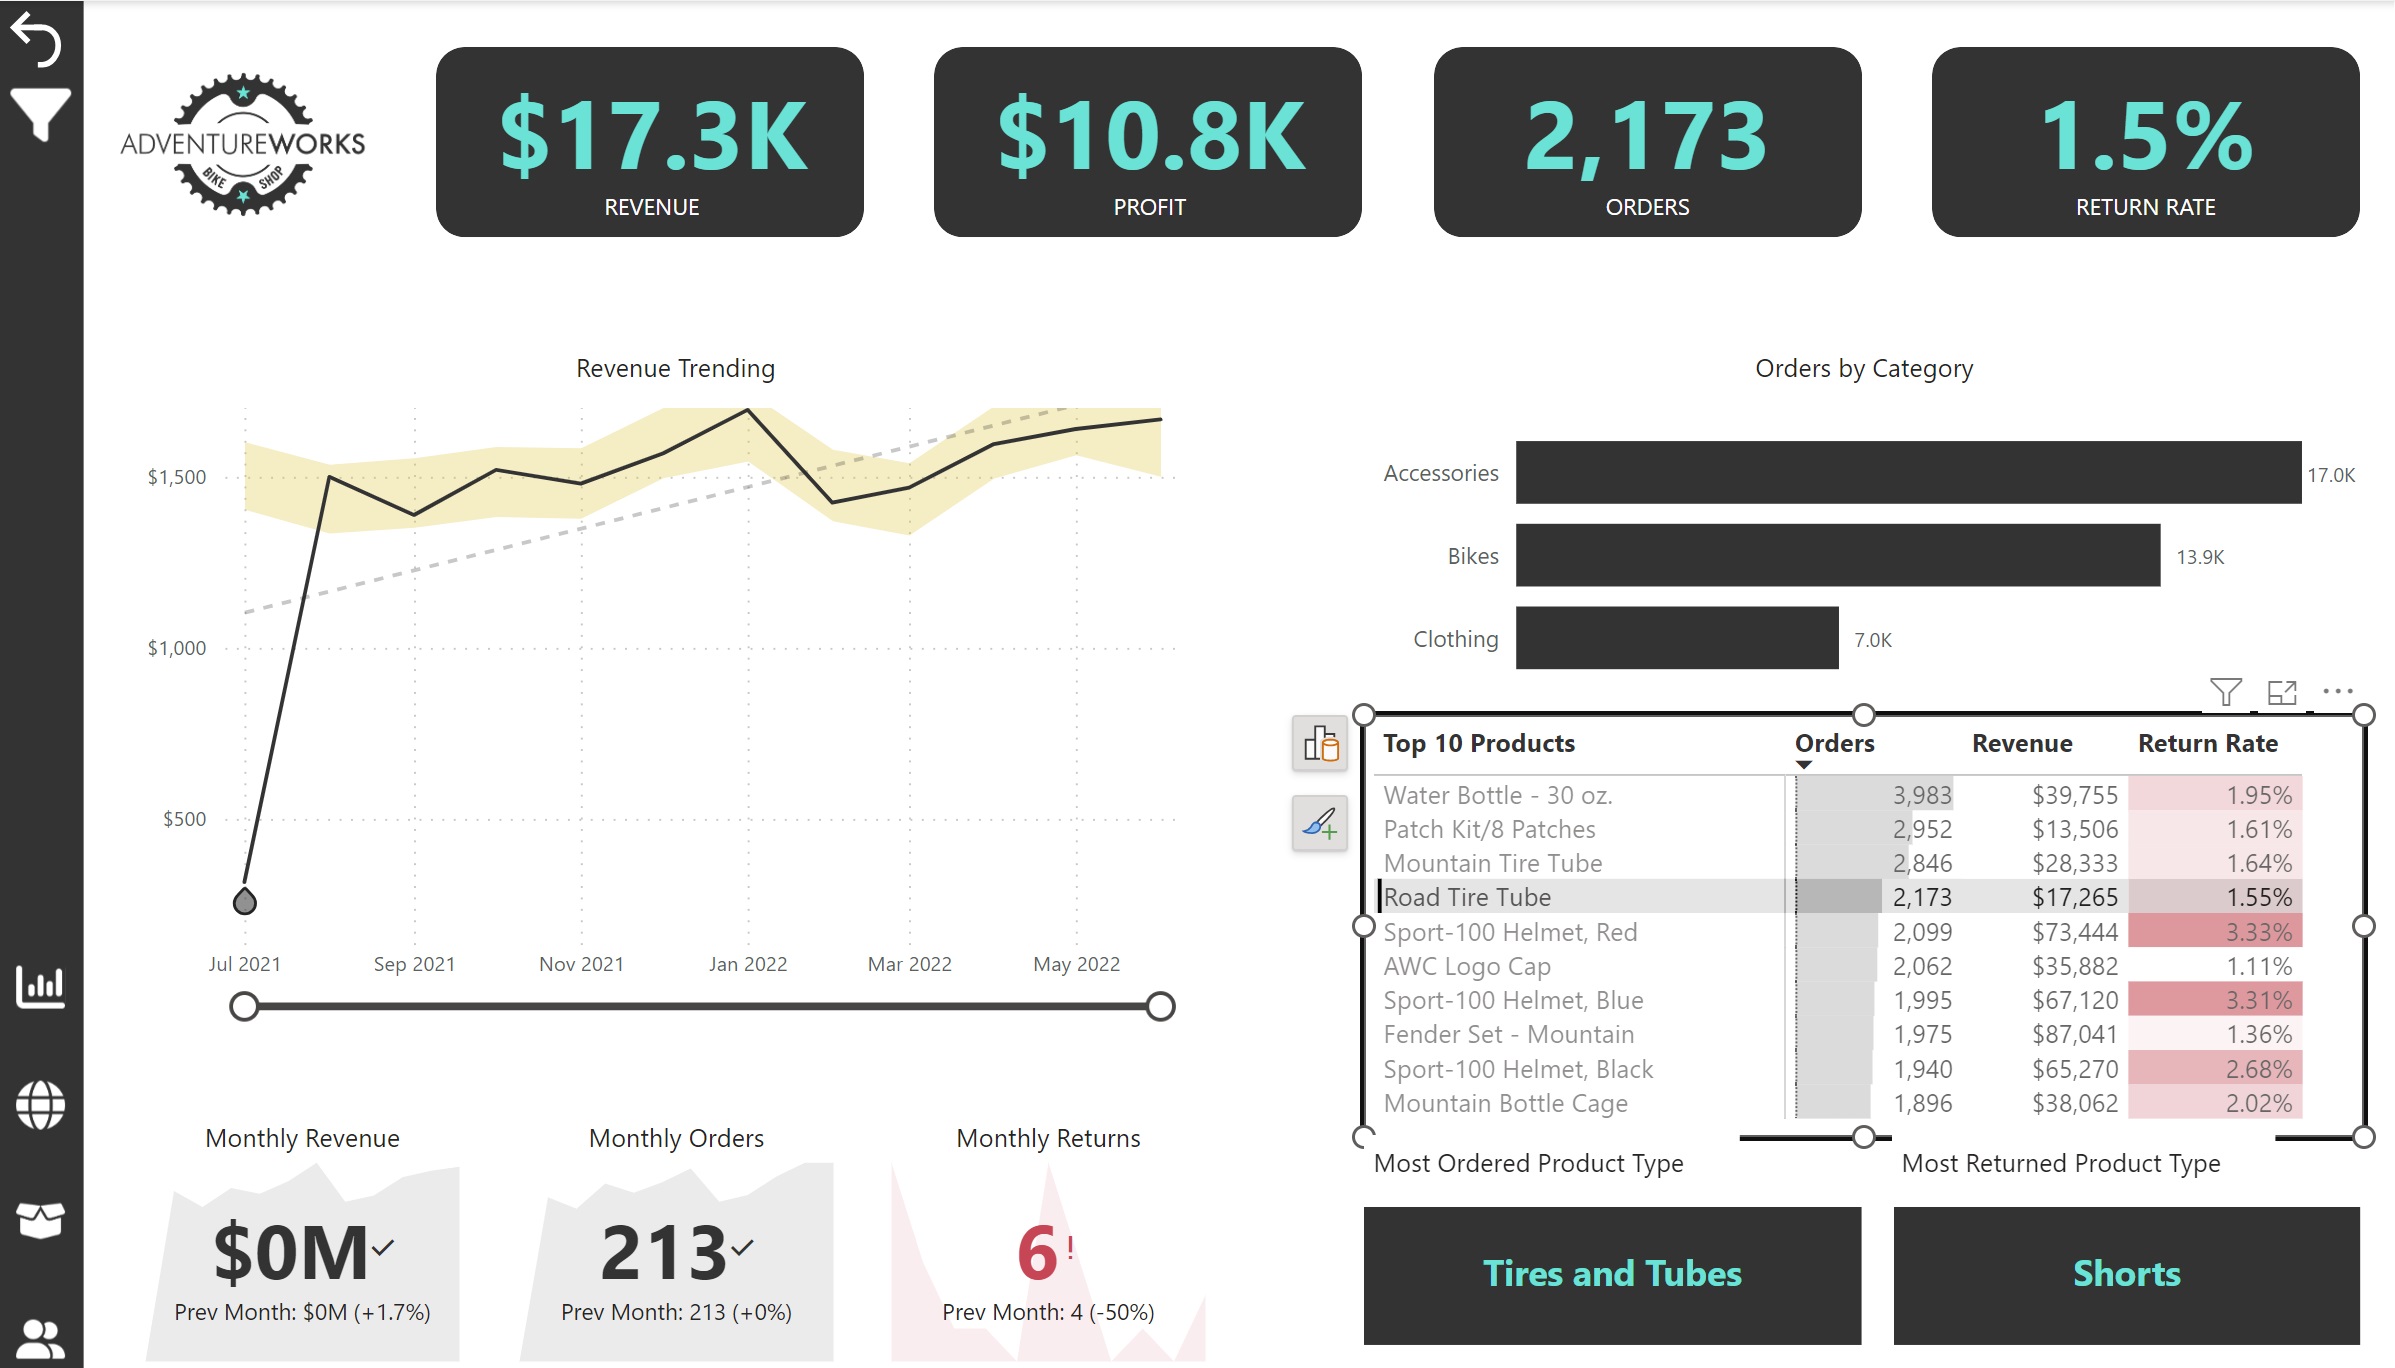 ADVENTUREWORKS
BIKE SHOP
$17.3K
REVENUE
$10.8K
PROFIT
2,173
ORDERS
1.5%
RETURN RATE
Revenue Trending
$1,500
$1,000
$500
Jul 2021 Sep 2021 Nov 2021 Jan 2022 Mar 2022 May 2022
Orders by Category
Accessories 17.0K
Bikes 13.9K
Clothing 7.0K
Top 10 Products Orders Revenue Return Rate
Water Bottle - 30 oz. 3,983 $39,755 1.95%
Patch Kit/8 Patches 2,952 $13,506 1.61%
Mountain Tire Tube 2,846 $28,333 1.64%
Road Tire Tube 2,173 $17,265 1.55%
Sport-100 Helmet, Red 2,099 $73,444 3.33%
AWC Logo Cap 2,062 $35,882 1.11%
Sport-100 Helmet, Blue 1,995 $67,120 3.31%
Fender Set - Mountain 1,975 $87,041 1.36%
Sport-100 Helmet, Black 1,940 $65,270 2.68%
Mountain Bottle Cage 1,896 $38,062 2.02%
Monthly Revenue
$0M
Prev Month: $0M (+1.7%)
Monthly Orders
213
Prev Month: 213 (+0%)
Monthly Returns
6!
Prev Month: 4 (-50%)
Most Ordered Product Type
Tires and Tubes
Most Returned Product Type
Shorts